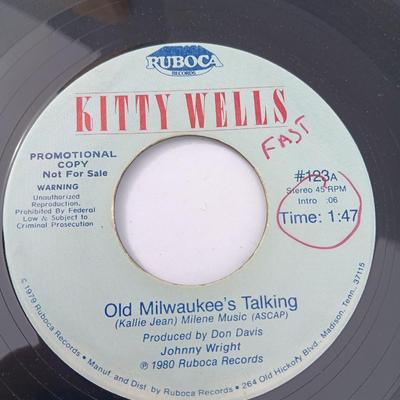 RUBOCA
RECORDS
KITTY WELLS
FAST
PROMOTIONAL
COPY
Not For Sale
WARNING
Unauthorized
Reproduction
Prohibited By Federal
Law & Subject to
Criminal Prosecution
#123A
Stereo 45 RPM
Intro :06
Time: 1:47
Old Milwaukee's Talking
(Kallie Jean) Milene Music (ASCAP)
Produced by Don Davis
Johnny Wright
℗ 1980 Ruboca Records
©1979 Ruboca Records • Manuf and Dist by Ruboca Records • 264 Old Hickory Blvd., Madison, Tenn. 37115